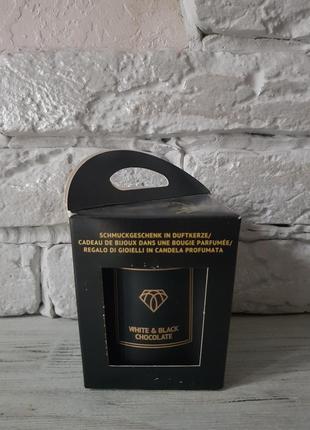 SCHMUCKGESCHENK IN DUFTKERZE/
CADEAU DE BIJOUX DANS UNE BOUGIE PARFUMÉE/
REGALO DI GIOIELLI IN CANDELA PROFUMATA
WHITE & BLACK
CHOCOLATE